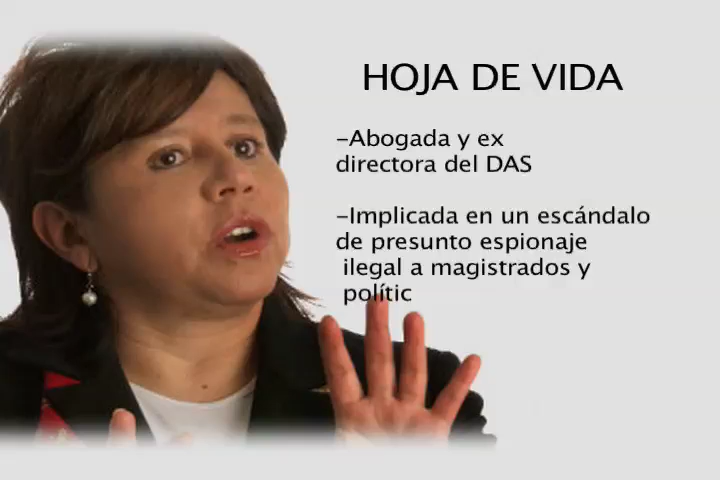 HOJA DE VIDA
-Abogada y ex
directora del DAS
-Implicada en un escándalo
de presunto espionaje
ilegal a magistrados y
polític